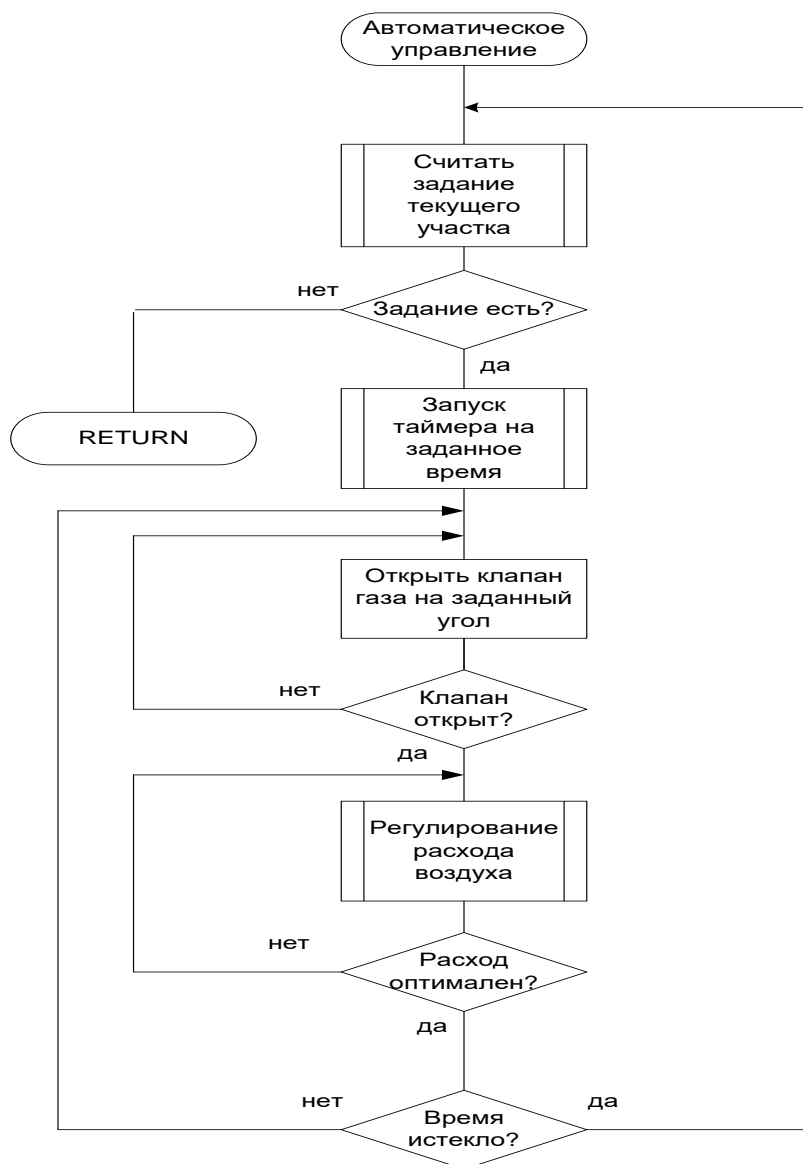 Автоматическое
управление
Считать
задание
текущего
участка
нет
Задание есть?
да
RETURN
Запуск
таймера на
заданное
время
Открыть клапан
газа на заданный
угол
нет
Клапан
открыт?
да
Регулирование
расхода
воздуха
нет
Расход
оптимален?
да
нет
Время
истекло?
да